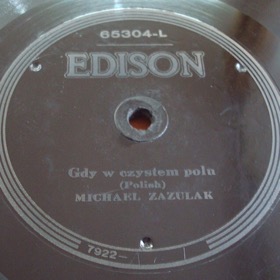 65304-L
EDISON
Gdy w czystem polu
(Polish)
MICHAEL ZAZULAK
7922-